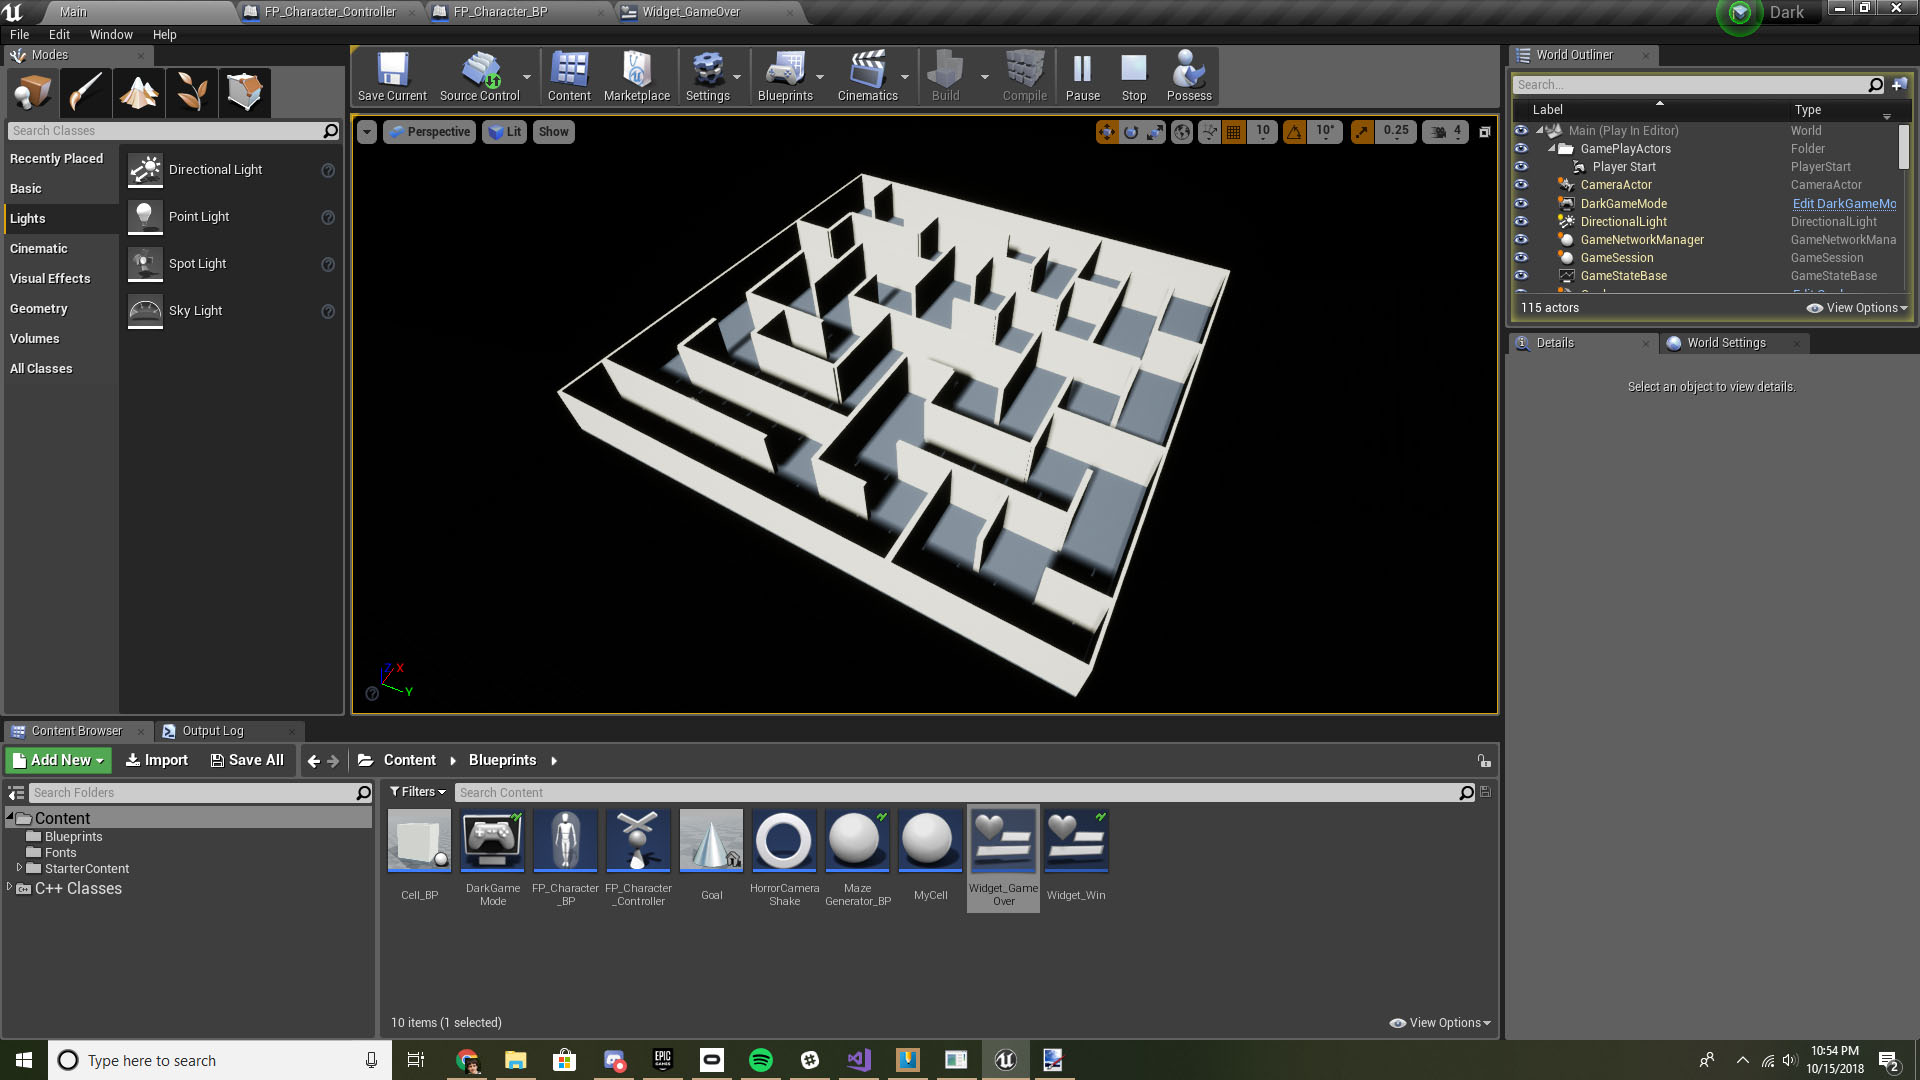 Main
FP_Character_Controller
FP_Character_BP
Widget_GameOver
Dark
File Edit Window Help
Modes
Search Classes
Recently Placed
Basic
Lights
Cinematic
Visual Effects
Geometry
Volumes
All Classes
Directional Light
Point Light
Spot Light
Sky Light
Save Current
Source Control
Content
Marketplace
Settings
Blueprints
Cinematics
Build
Compile
Pause
Stop
Possess
Perspective
Lit
Show
10
10°
0.25
4
Z X
Y
World Outliner
Search...
Label Type
Main (Play In Editor) World
GamePlayActors Folder
Player Start PlayerStart
CameraActor CameraActor
DarkGameMode Edit DarkGameMo
DirectionalLight DirectionalLight
GameNetworkManager GameNetworkMana
GameSession GameSession
GameStateBase GameStateBase
115 actors
View Options
Details
World Settings
Select an object to view details.
Content Browser
Output Log
Add New
Import
Save All
Content
Blueprints
Search Folders
Content
Blueprints
Fonts
StarterContent
C++ Classes
Filters
Search Content
Cell_BP
DarkGame
Mode
FP_Character
_BP
FP_Character
_Controller
Goal
HorrorCamera
Shake
Maze
Generator_BP
MyCell
Widget_Game
Over
Widget_Win
10 items (1 selected)
View Options
Type here to search
EPIC
GAMES
10:54 PM
10/15/2018
2